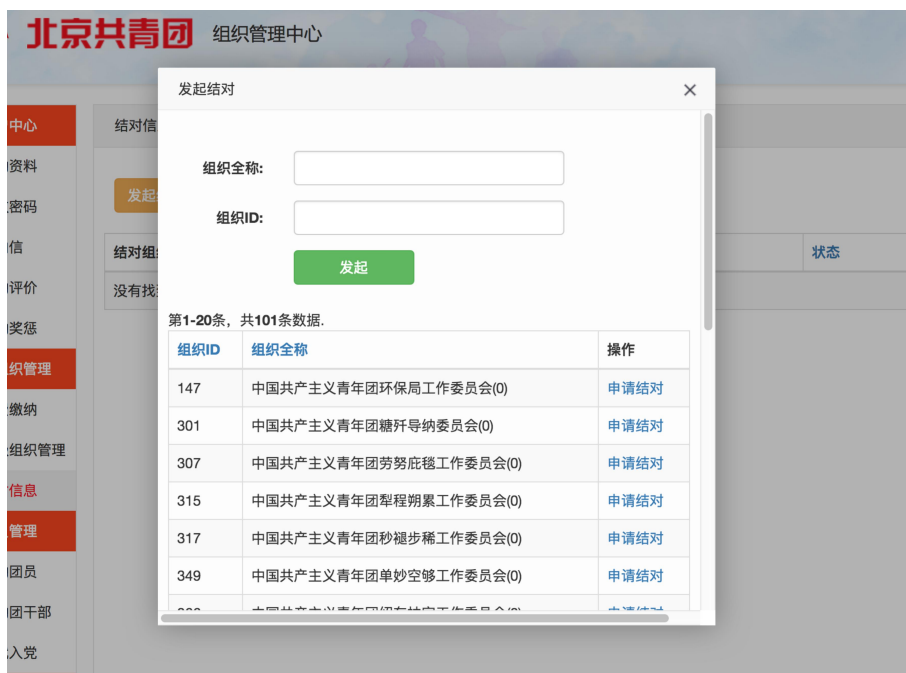 北京共青团 组织管理中心
发起结对 ×
中心 结对信
资料
密码 发起
信
评价
奖惩
织管理
缴纳
组织管理
信息
管理
团员
团干部
入党
组织全称:
组织ID:
发起
结对组 状态
没有找
第1-20条，共101条数据.
组织ID 组织全称 操作
147 中国共产主义青年团环保局工作委员会(0) 申请结对
301 中国共产主义青年团糖歼导纳委员会(0) 申请结对
307 中国共产主义青年团劳努庇毯工作委员会(0) 申请结对
315 中国共产主义青年团犁程朔累工作委员会(0) 申请结对
317 中国共产主义青年团秒褪步稀工作委员会(0) 申请结对
349 中国共产主义青年团单妙空够工作委员会(0) 申请结对